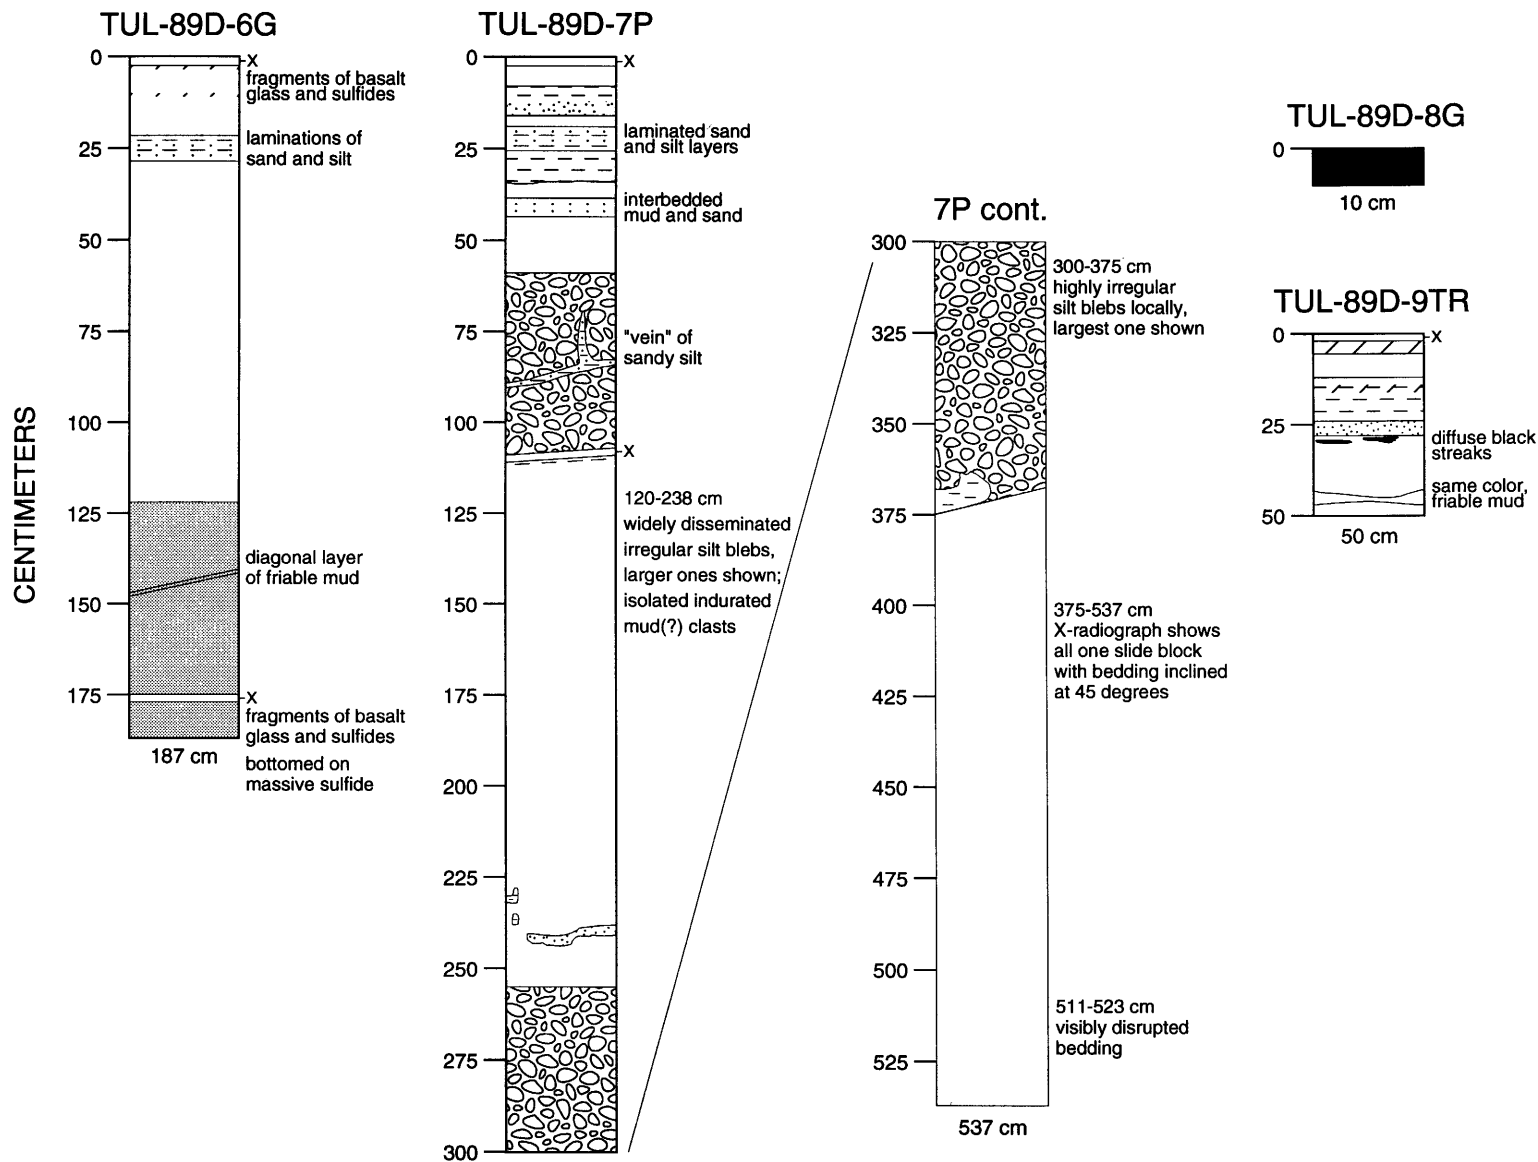 TUL-89D-6G
0
X
fragments of basalt
glass and sulfides
25
laminations of
sand and silt
50
75
100
125
diagonal layer
of friable mud
150
175
X
fragments of basalt
glass and sulfides
187 cm
bottomed on
massive sulfide
CENTIMETERS
TUL-89D-7P
0
X
25
laminated sand
and silt layers
interbedded
mud and sand
50
75
"vein" of
sandy silt
100
X
120-238 cm
125
widely disseminated
irregular silt blebs,
larger ones shown;
150
isolated indurated
mud(?) clasts
175
200
225
250
275
300
7P cont.
300
300-375 cm
highly irregular
silt blebs locally,
largest one shown
325
350
375
400
375-537 cm
X-radiograph shows
all one slide block
with bedding inclined
at 45 degrees
425
450
475
500
511-523 cm
visibly disrupted
bedding
525
537 cm
TUL-89D-8G
0
10 cm
TUL-89D-9TR
0
X
25
diffuse black
streaks
same color,
friable mud
50
50 cm